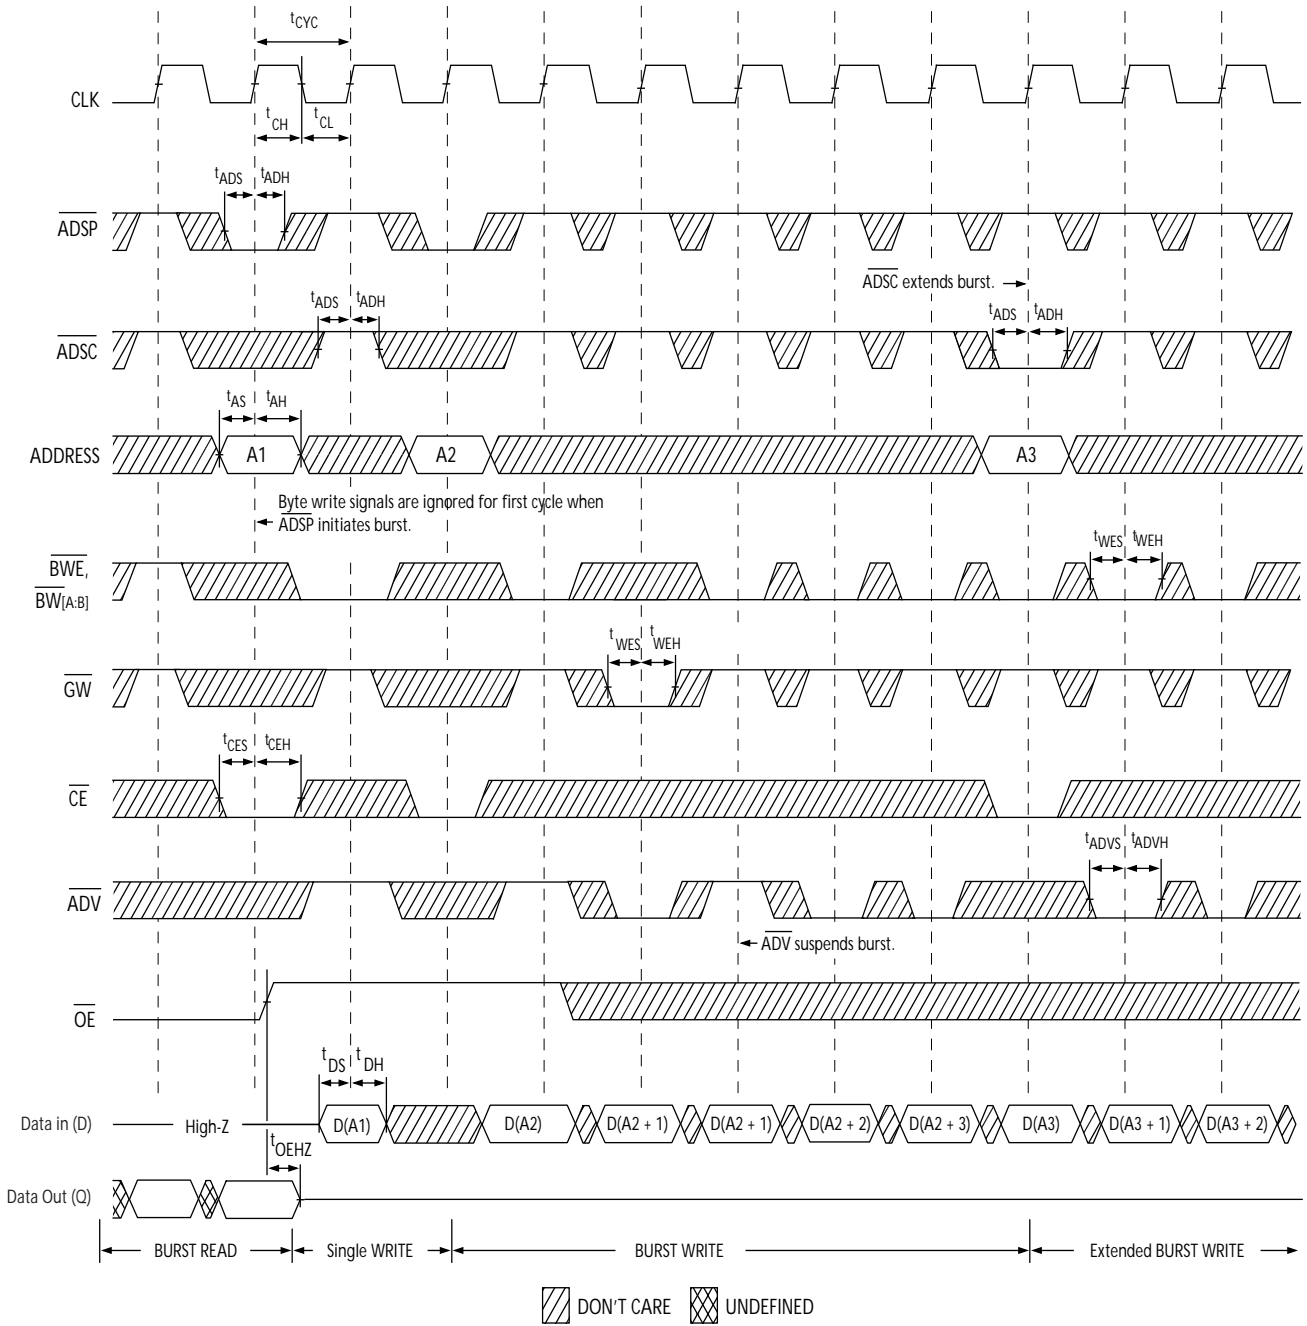 tCYC
CLK
tCH
tCL
tADS
tADH
ADSP
ADSC extends burst.
tADS
tADH
tADS
tADH
ADSC
tAS
tAH
ADDRESS
A1
A2
A3
Byte write signals are ignored for first cycle when
ADSP initiates burst.
tWES
tWEH
BWE,
BW[A:B]
tWES
tWEH
GW
tCES
tCEH
CE
tADVS
tADVH
ADV
ADV suspends burst.
OE
tDS
tDH
Data in (D)
High-Z
D(A1)
D(A2)
D(A2 + 1)
D(A2 + 1)
D(A2 + 2)
D(A2 + 3)
D(A3)
D(A3 + 1)
D(A3 + 2)
tOEHZ
Data Out (Q)
BURST READ
Single WRITE
BURST WRITE
Extended BURST WRITE
DON'T CARE
UNDEFINED